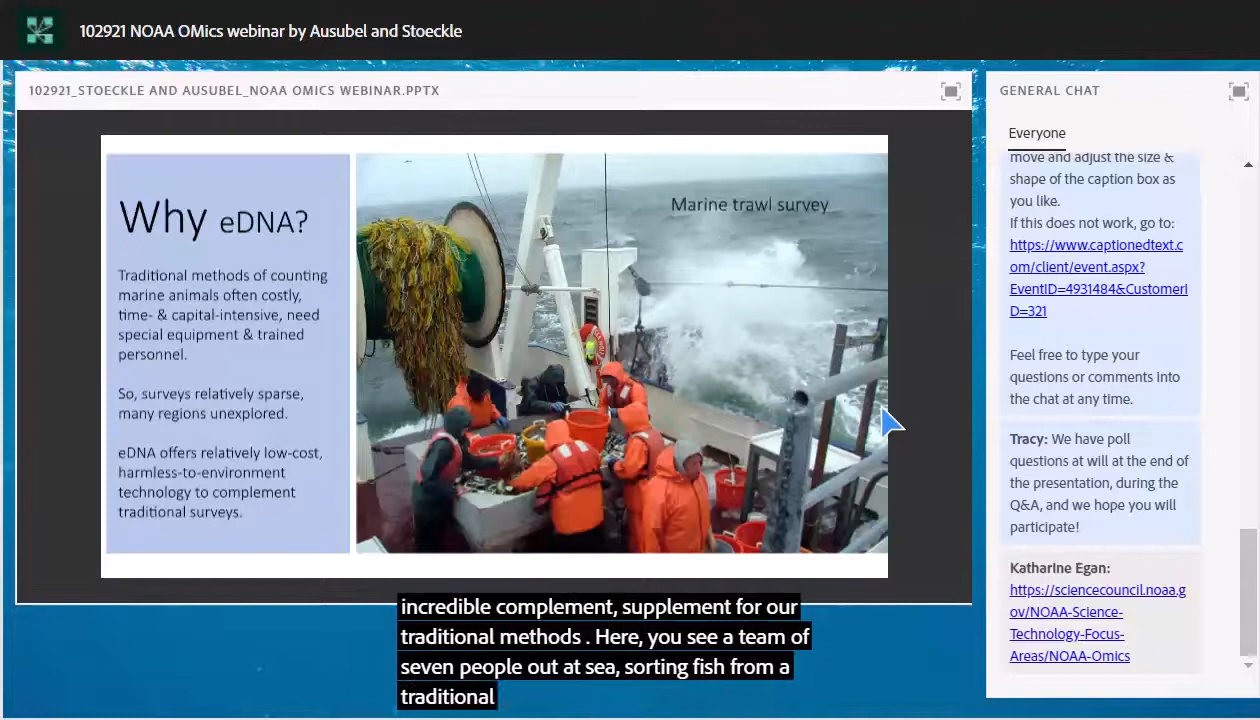 102921 NOAA OMics webinar by Ausubel and Stoeckle
102921_STOECKLE AND AUSUBEL_NOAA OMICS WEBINAR.PPTX
Why eDNA?
Traditional methods of counting
marine animals often costly,
time- & capital-intensive, need
special equipment & trained
personnel.
So, surveys relatively sparse,
many regions unexplored.
eDNA offers relatively low-cost,
harmless-to-environment
technology to complement
traditional surveys.
Marine trawl survey
incredible complement, supplement for our
traditional methods . Here, you see a team of
seven people out at sea, sorting fish from a
traditional
GENERAL CHAT
Everyone
move and adjust the size &
shape of the caption box as
you like.
If this does not work, go to:
https://www.captionedtext.c
om/client/event.aspx?
EventID=4931484&CustomerI
D=321
Feel free to type your
questions or comments into
the chat at any time.
Tracy: We have poll
questions at will at the end of
the presentation, during the
Q&A, and we hope you will
participate!
Katharine Egan:
https://sciencecouncil.noaa.g
ov/NOAA-Science-
Technology-Focus-
Areas/NOAA-Omics